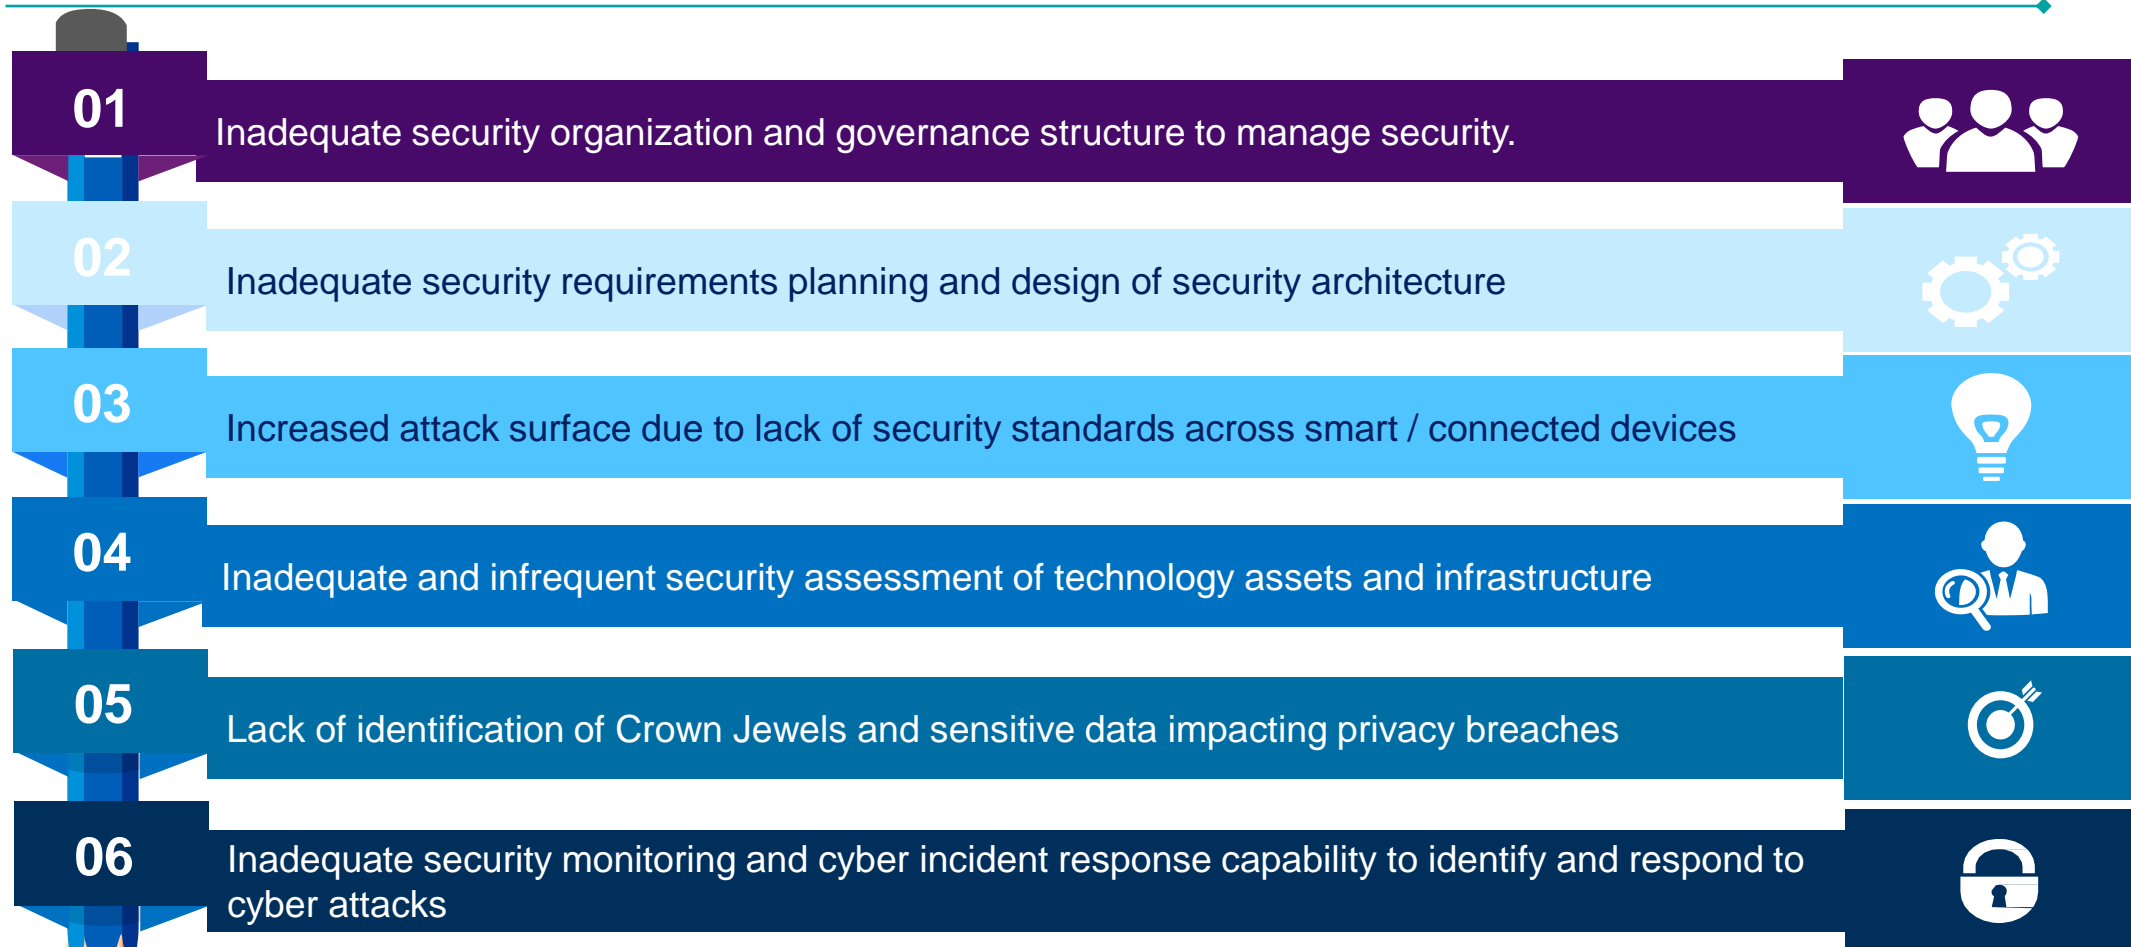 01
Inadequate security organization and governance structure to manage security.
02
Inadequate security requirements planning and design of security architecture
03
Increased attack surface due to lack of security standards across smart / connected devices
04
Inadequate and infrequent security assessment of technology assets and infrastructure
05
Lack of identification of Crown Jewels and sensitive data impacting privacy breaches
06
Inadequate security monitoring and cyber incident response capability to identify and respond to
cyber attacks